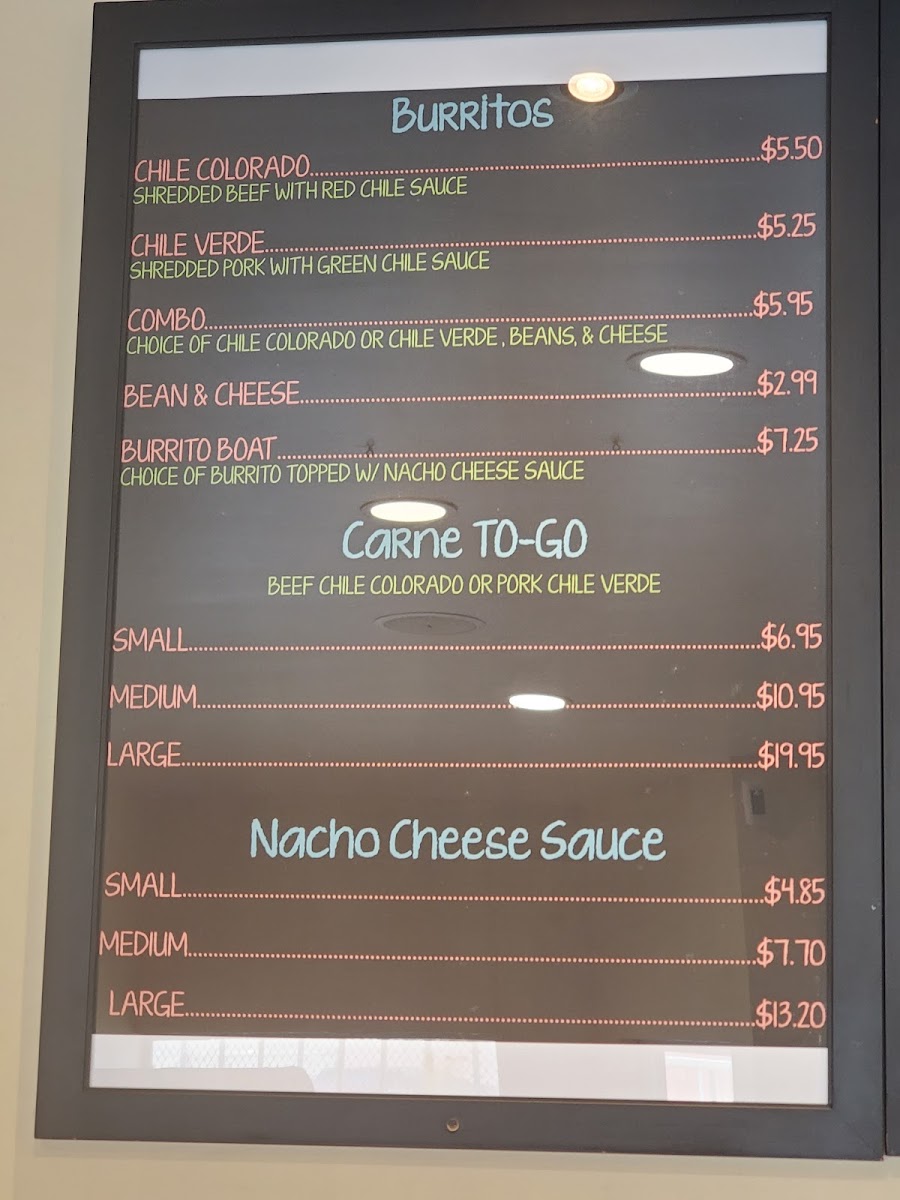 Burritos
CHILE COLORADO..........$5.50
SHREDDED BEEF WITH RED CHILE SAUCE
CHILE VERDE..........$5.25
SHREDDED PORK WITH GREEN CHILE SAUCE
COMBO..........$5.95
CHOICE OF CHILE COLORADO OR CHILE VERDE, BEANS, & CHEESE
BEAN & CHEESE..........$2.99
BURRITO BOAT..........$7.25
CHOICE OF BURRITO TOPPED W/ NACHO CHEESE SAUCE
Carne TO-GO
BEEF CHILE COLORADO OR PORK CHILE VERDE
SMALL..........$6.95
MEDIUM..........$10.95
LARGE..........$19.95
Nacho Cheese Sauce
SMALL..........$4.85
MEDIUM..........$7.70
LARGE..........$13.20